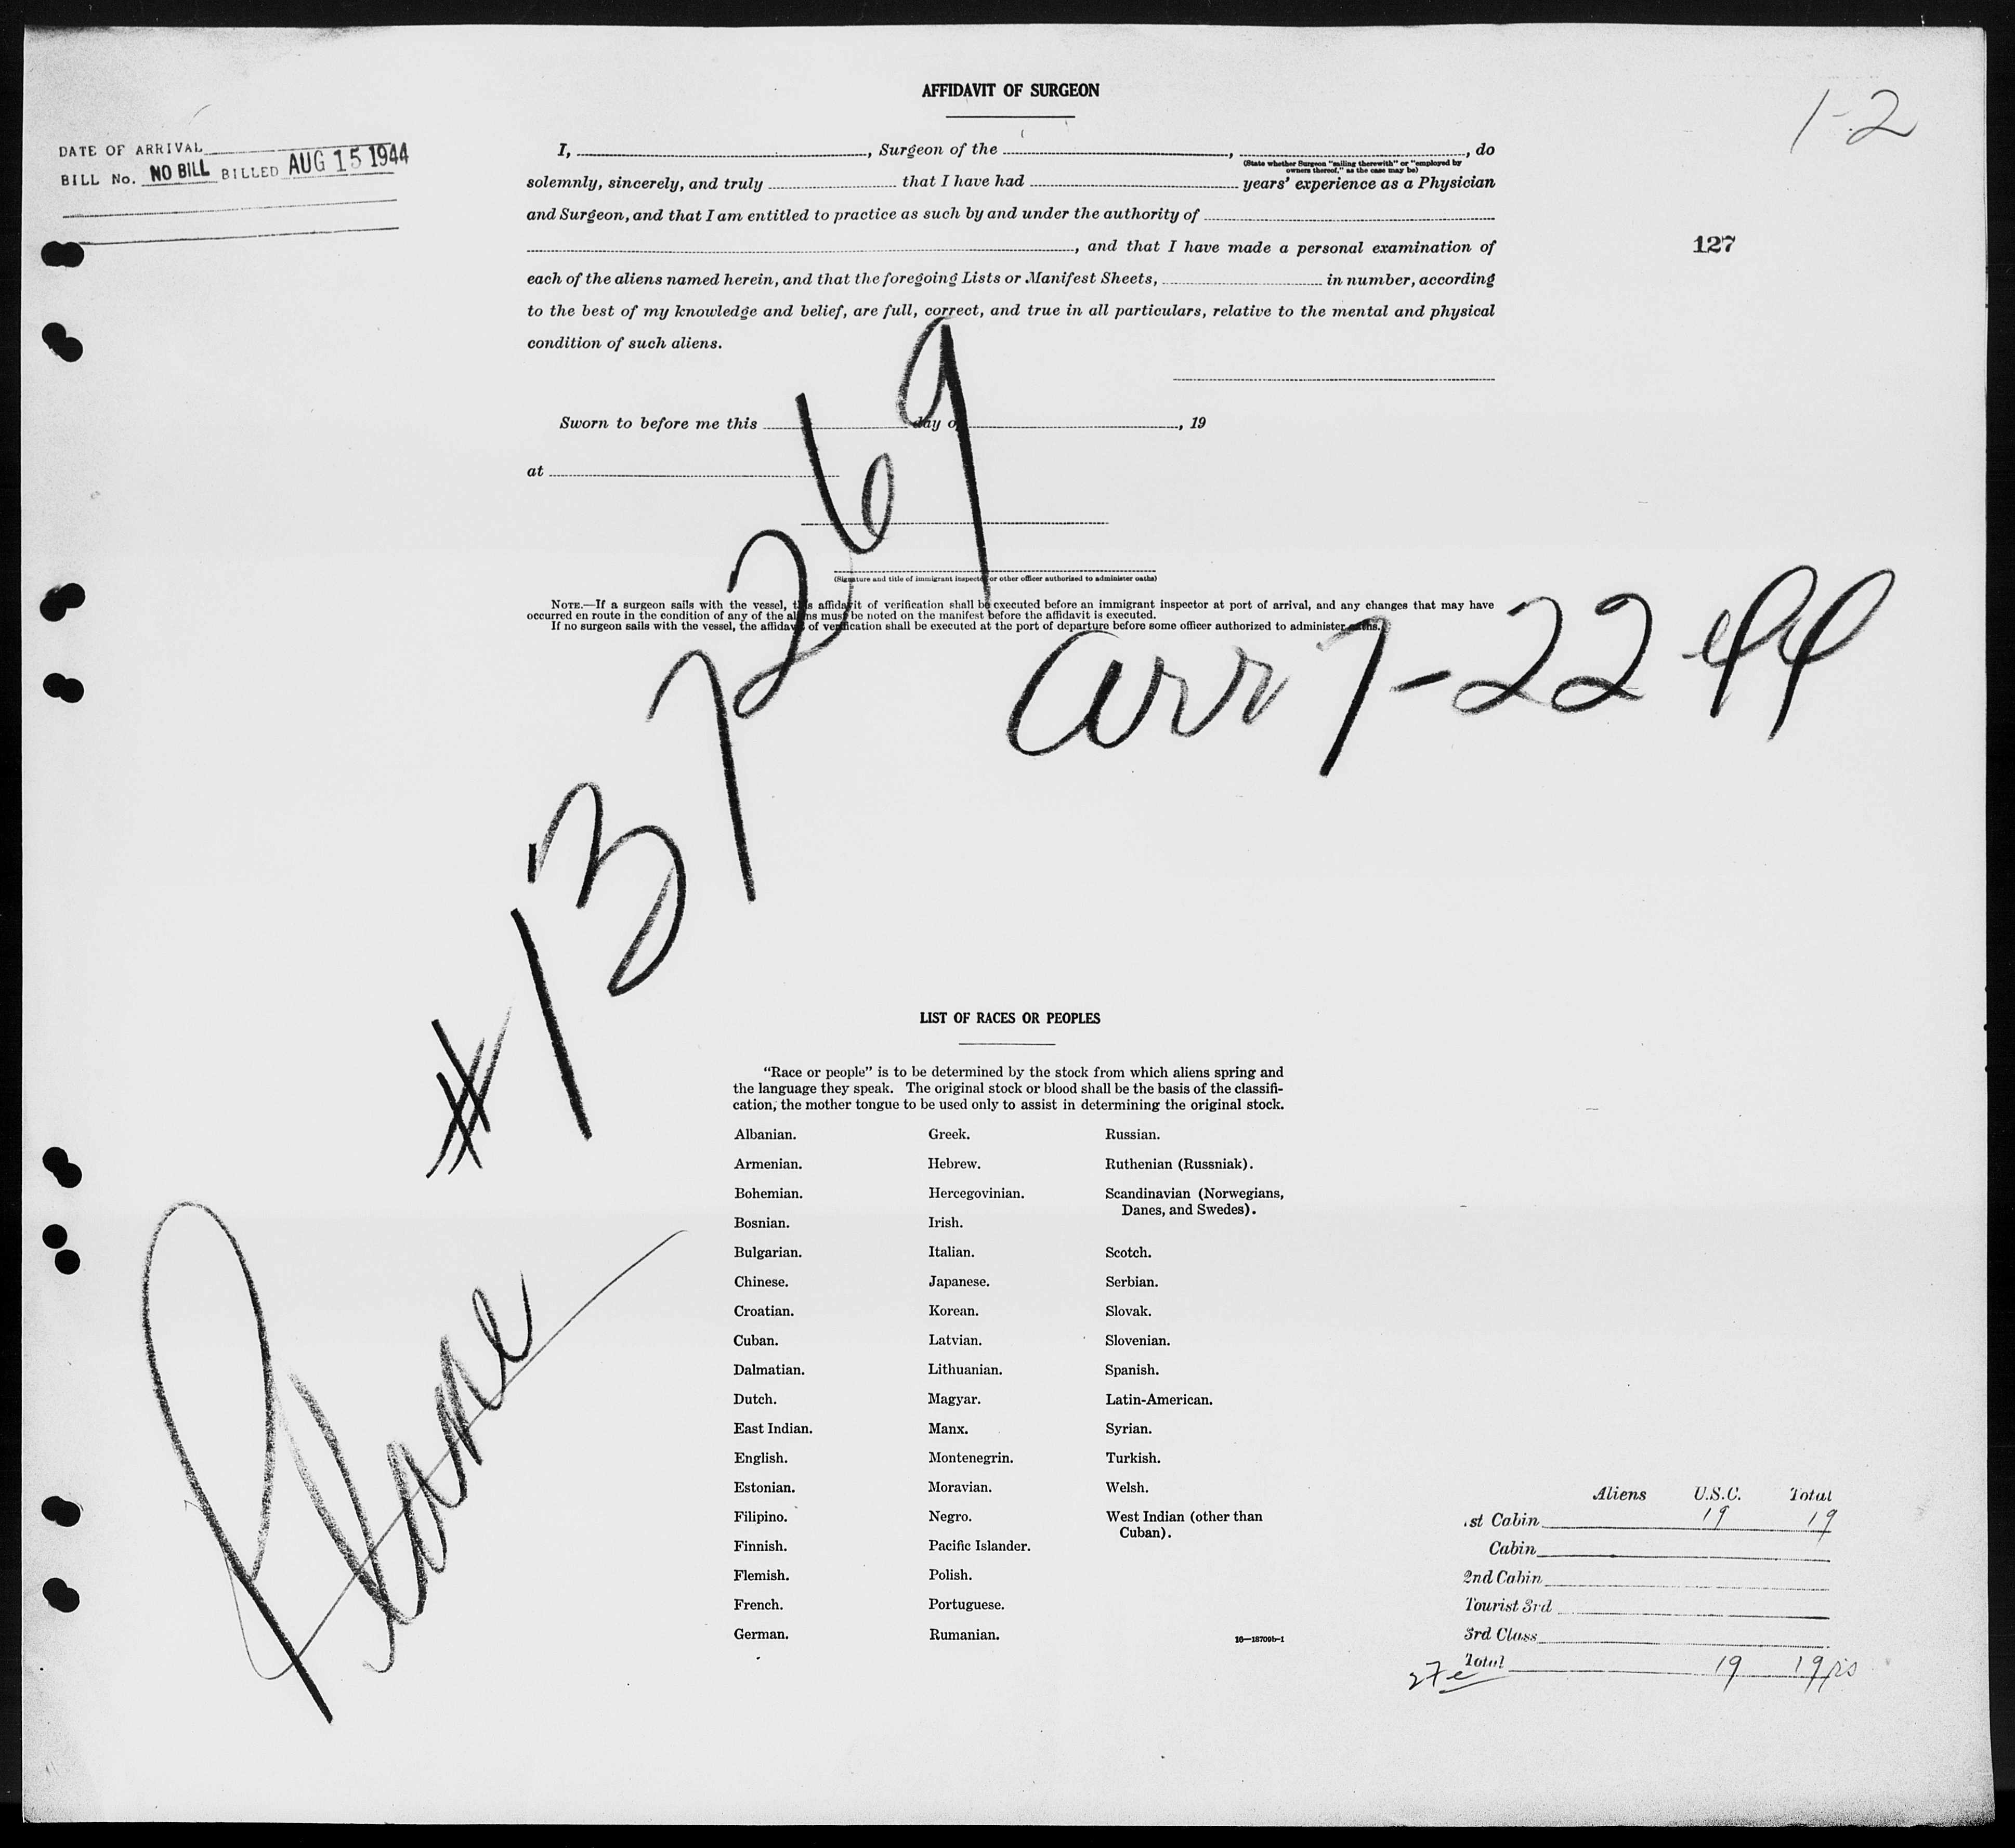 AFFIDAVIT OF SURGEON
1-2
DATE OF ARRIVAL
BILL No. NO BILL BILLED AUG 15 1944
I, , Surgeon of the , , do
(State whether Surgeon "sailing therewith" or "employed by
owners thereof," as the case may be)
solemnly, sincerely, and truly that I have had years' experience as a Physician
and Surgeon, and that I am entitled to practice as such by and under the authority of
, and that I have made a personal examination of
127
each of the aliens named herein, and that the foregoing Lists or Manifest Sheets, in number, according
to the best of my knowledge and belief, are full, correct, and true in all particulars, relative to the mental and physical
condition of such aliens.
Sworn to before me this day of , 19
at
(Signature and title of immigrant inspector or other officer authorized to administer oaths)
NOTE.—If a surgeon sails with the vessel, this affidavit of verification shall be executed before an immigrant inspector at port of arrival, and any changes that may have
occurred en route in the condition of any of the aliens must be noted on the manifest before the affidavit is executed.
If no surgeon sails with the vessel, the affidavit of verification shall be executed at the port of departure before some officer authorized to administer oaths.
arr 7-22 44
Plane #137269
LIST OF RACES OR PEOPLES
"Race or people" is to be determined by the stock from which aliens spring and
the language they speak. The original stock or blood shall be the basis of the classifi-
cation, the mother tongue to be used only to assist in determining the original stock.
Albanian.
Armenian.
Bohemian.
Bosnian.
Bulgarian.
Chinese.
Croatian.
Cuban.
Dalmatian.
Dutch.
East Indian.
English.
Estonian.
Filipino.
Finnish.
Flemish.
French.
German.
Greek.
Hebrew.
Hercegovinian.
Irish.
Italian.
Japanese.
Korean.
Latvian.
Lithuanian.
Magyar.
Manx.
Montenegrin.
Moravian.
Negro.
Pacific Islander.
Polish.
Portuguese.
Rumanian.
Russian.
Ruthenian (Russniak).
Scandinavian (Norwegians,
Danes, and Swedes).
Scotch.
Serbian.
Slovak.
Slovenian.
Spanish.
Latin-American.
Syrian.
Turkish.
Welsh.
West Indian (other than
Cuban).
16—18709b-1
Aliens U.S.C. Total
1st Cabin 19 19
Cabin
2nd Cabin
Tourist 3rd
3rd Class
Total 19 19